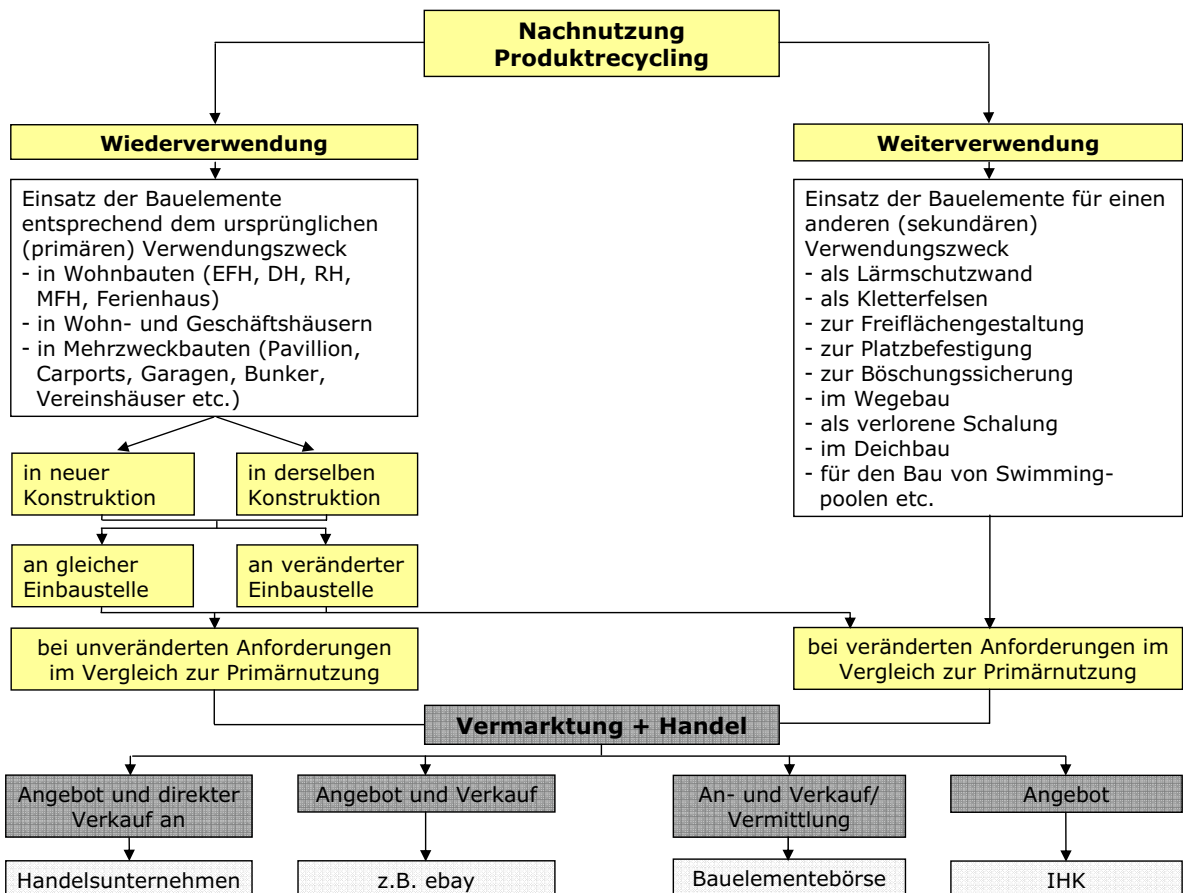 Nachnutzung
Produktrecycling
Wiederverwendung
Einsatz der Bauelemente
entsprechend dem ursprünglichen
(primären) Verwendungszweck
- in Wohnbauten (EFH, DH, RH,
MFH, Ferienhaus)
- in Wohn- und Geschäftshäusern
- in Mehrzweckbauten (Pavillion,
Carports, Garagen, Bunker,
Vereinshäuser etc.)
in neuer
Konstruktion
in derselben
Konstruktion
an gleicher
Einbaustelle
an veränderter
Einbaustelle
bei unveränderten Anforderungen
im Vergleich zur Primärnutzung
Weiterverwendung
Einsatz der Bauelemente für einen
anderen (sekundären)
Verwendungszweck
- als Lärmschutzwand
- als Kletterfelsen
- zur Freiflächengestaltung
- zur Platzbefestigung
- zur Böschungssicherung
- im Wegebau
- als verlorene Schalung
- im Deichbau
- für den Bau von Swimming-
poolen etc.
bei veränderten Anforderungen im
Vergleich zur Primärnutzung
Vermarktung + Handel
Angebot und direkter
Verkauf an
Handelsunternehmen
Angebot und Verkauf
z.B. ebay
An- und Verkauf/
Vermittlung
Bauelementebörse
Angebot
IHK